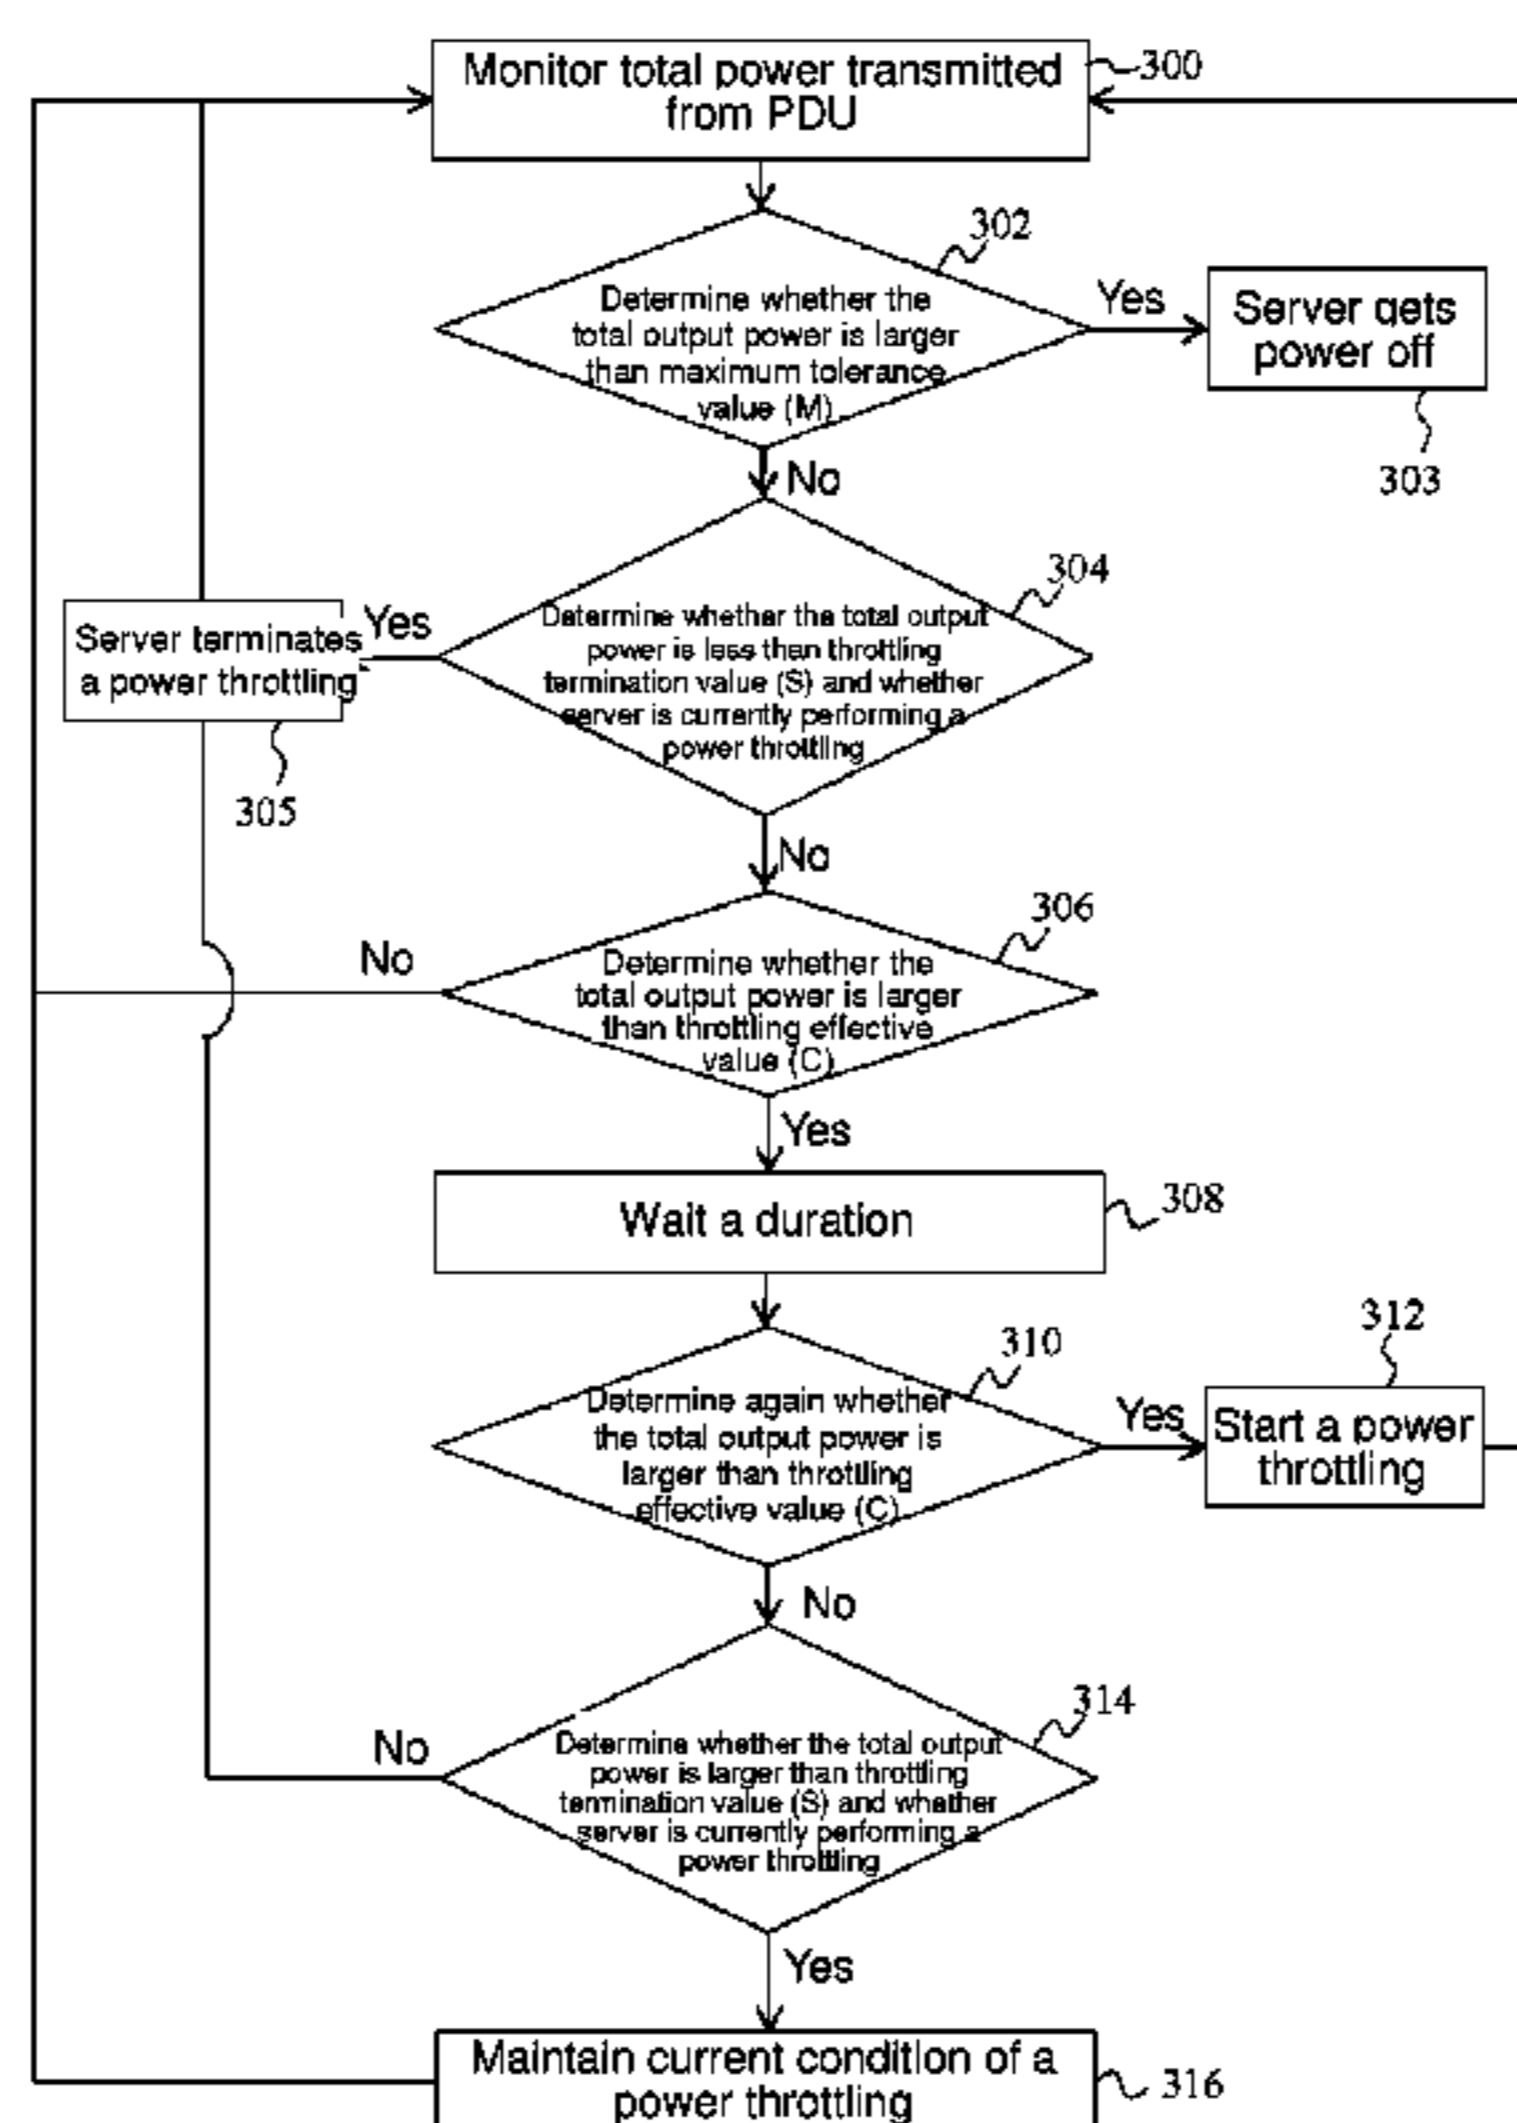 Monitor total power transmitted
from PDU
300
302
Determine whether the
total output power is larger
than maximum tolerance
value (M)
Yes
Server gets
power off
303
No
304
Determine whether the total output
power is less than throttling
termination value (S) and whether
server is currently performing a
power throttling
Yes
Server terminates
a power throttling
305
No
306
Determine whether the
total output power is larger
than throttling effective
value (C)
No
Yes
Wait a duration
308
310
Determine again whether
the total output power is
larger than throttling
effective value (C)
Yes
312
Start a power
throttling
No
314
Determine whether the total output
power is larger than throttling
termination value (S) and whether
server is currently performing a
power throttling
No
Yes
Maintain current condition of a
power throttling
316